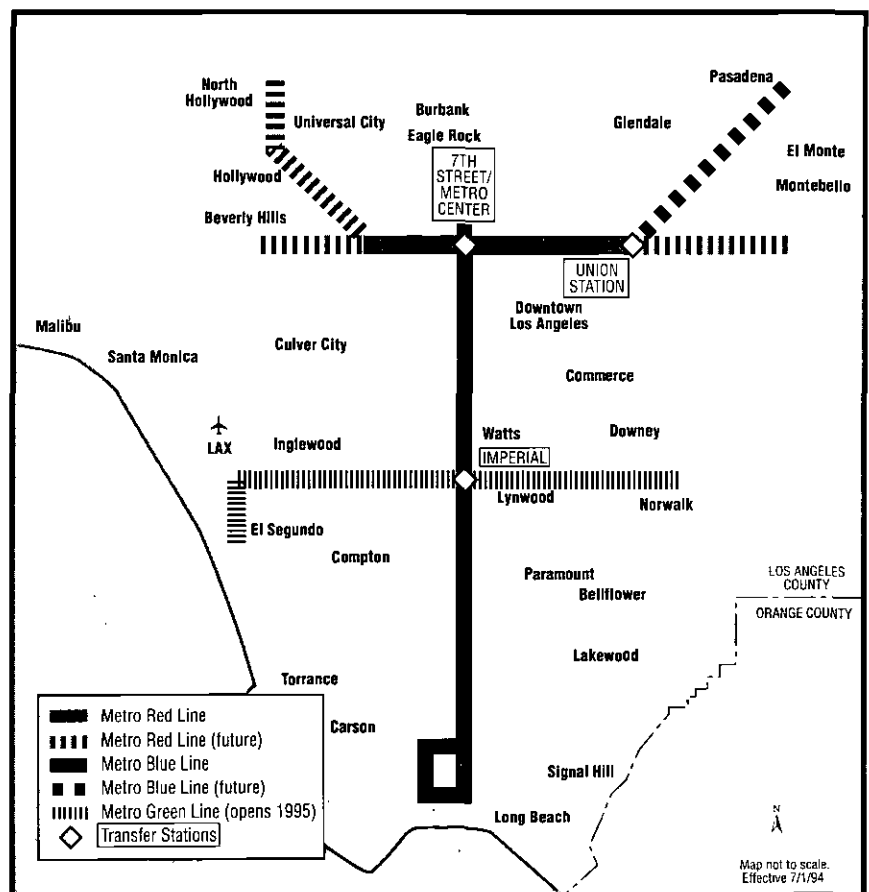 Pasadena
North
Hollywood
Burbank
Universal City
Glendale
Eagle Rock
El Monte
7TH
STREET/
METRO
CENTER
Hollywood
Montebello
Beverly Hills
UNION
STATION
Downtown
Los Angeles
Malibu
Santa Monica
Culver City
Commerce
LAX
Inglewood
Watts
Downey
IMPERIAL
Lynwood
Norwalk
El Segundo
Compton
Paramount
Bellflower
LOS ANGELES
COUNTY
ORANGE COUNTY
Lakewood
Torrance
Carson
Signal Hill
Long Beach
Metro Red Line
Metro Red Line (future)
Metro Blue Line
Metro Blue Line (future)
Metro Green Line (opens 1995)
Transfer Stations
N
Map not to scale.
Effective 7/1/94